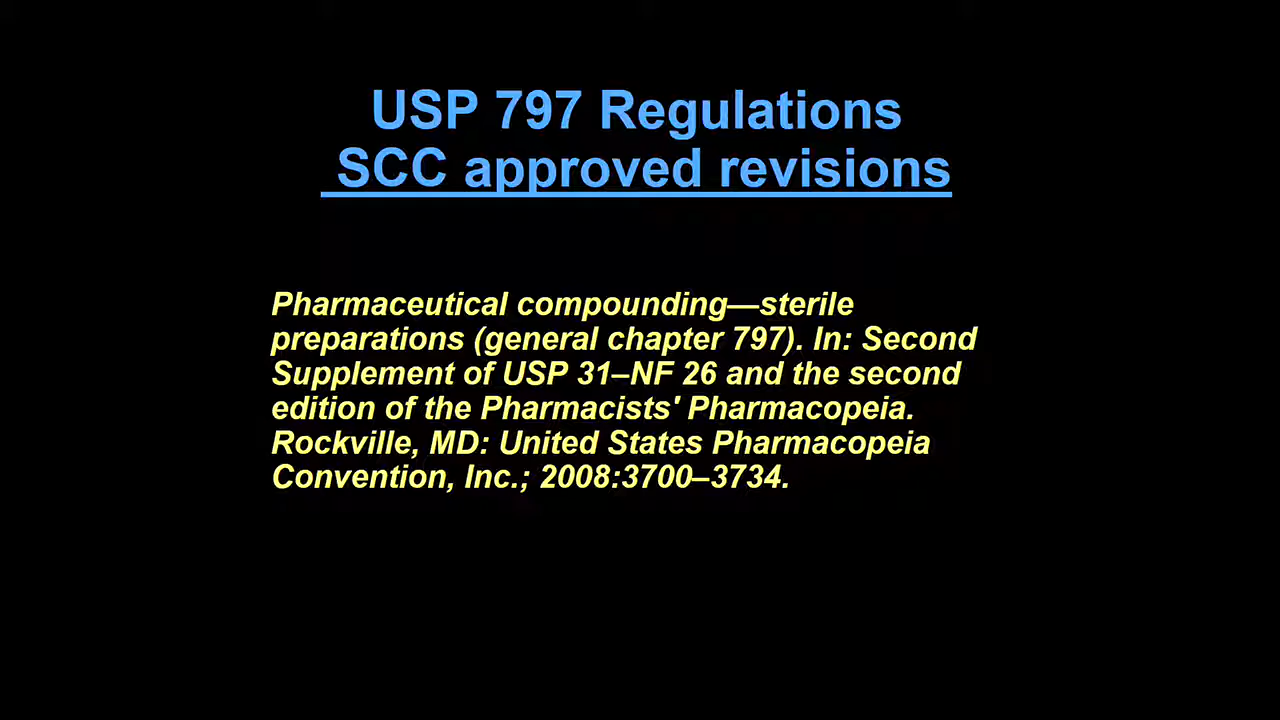 USP 797 Regulations
SCC approved revisions
Pharmaceutical compounding—sterile
preparations (general chapter 797). In: Second
Supplement of USP 31–NF 26 and the second
edition of the Pharmacists' Pharmacopeia.
Rockville, MD: United States Pharmacopeia
Convention, Inc.; 2008:3700–3734.